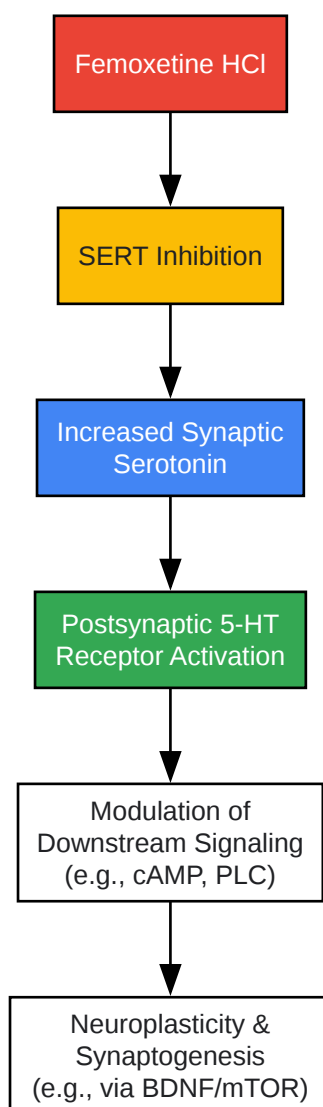 Femoxetine HCl
SERT Inhibition
Increased Synaptic
Serotonin
Postsynaptic 5-HT
Receptor Activation
Modulation of
Downstream Signaling
(e.g., cAMP, PLC)
Neuroplasticity &
Synaptogenesis
(e.g., via BDNF/mTOR)